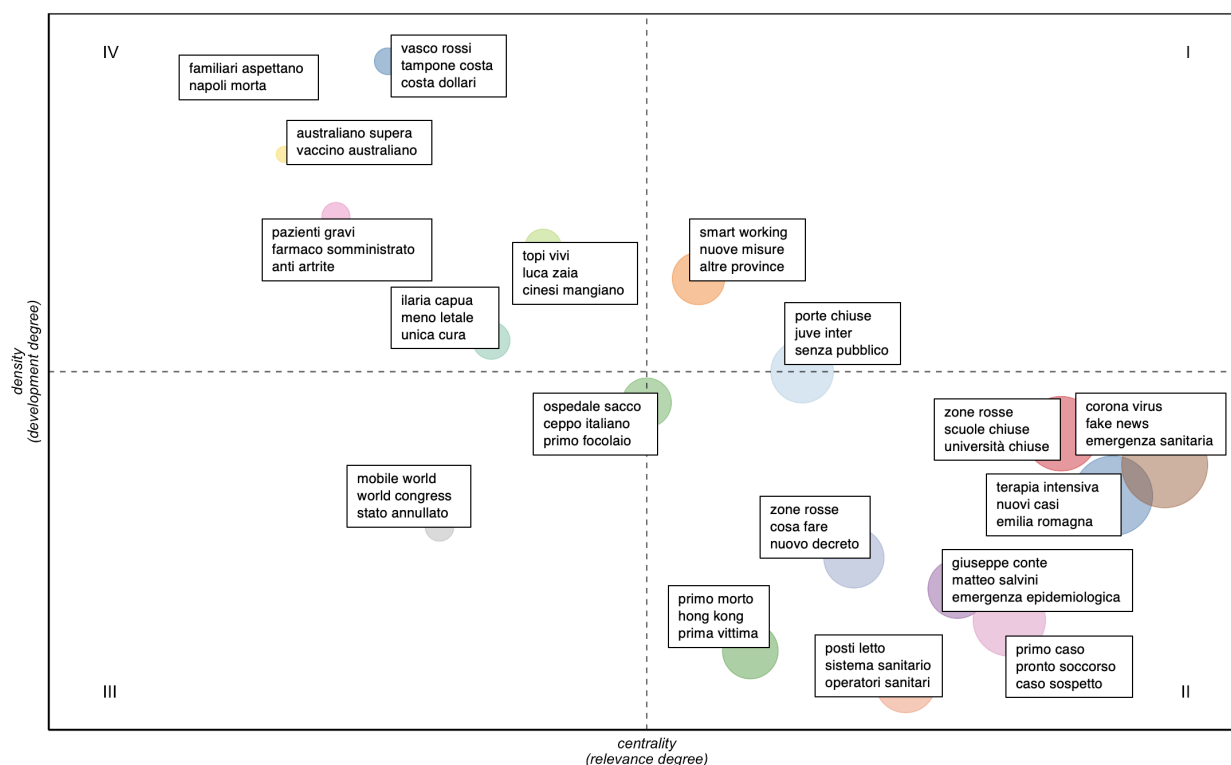 IV
I
vasco rossi
tampone costa
costa dollari
familiari aspettano
napoli morta
australiano supera
vaccino australiano
pazienti gravi
farmaco somministrato
anti artrite
topi vivi
luca zaia
cinesi mangiano
smart working
nuove misure
altre province
ilaria capua
meno letale
unica cura
porte chiuse
juve inter
senza pubblico
density
(development degree)
ospedale sacco
ceppo italiano
primo focolaio
zone rosse
scuole chiuse
università chiuse
corona virus
fake news
emergenza sanitaria
mobile world
world congress
stato annullato
terapia intensiva
nuovi casi
emilia romagna
zone rosse
cosa fare
nuovo decreto
giuseppe conte
matteo salvini
emergenza epidemiologica
primo morto
hong kong
prima vittima
posti letto
sistema sanitario
operatori sanitari
primo caso
pronto soccorso
caso sospetto
III
II
centrality
(relevance degree)